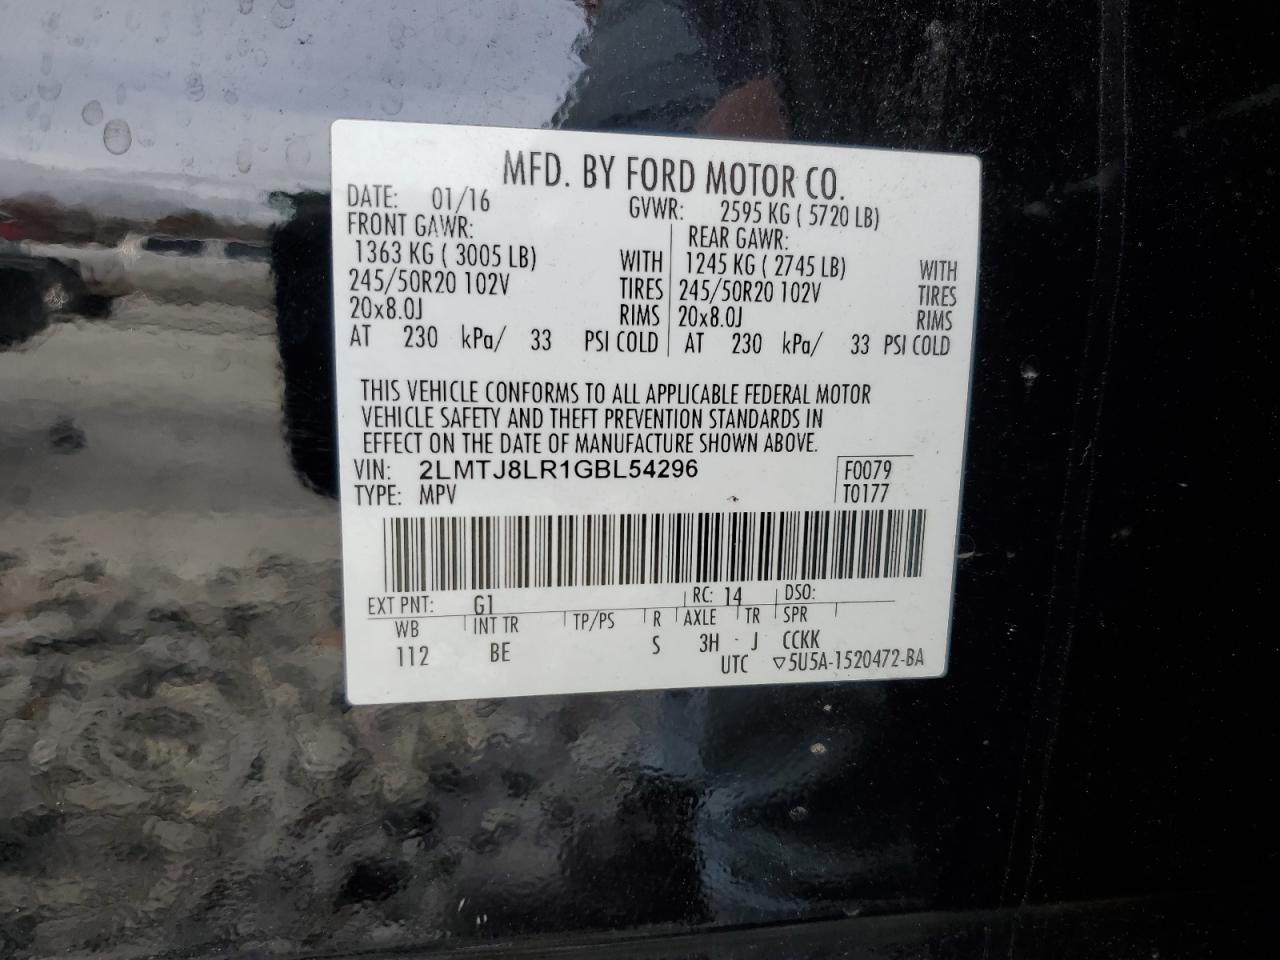 MFD. BY FORD MOTOR CO.
DATE: 01/16 GVWR: 2595 KG ( 5720 LB)
FRONT GAWR: REAR GAWR:
1363 KG ( 3005 LB) WITH 1245 KG ( 2745 LB) WITH
245/50R20 102V TIRES 245/50R20 102V TIRES
20x8.0J RIMS 20x8.0J RIMS
AT 230 kPa/ 33 PSI COLD AT 230 kPa/ 33 PSI COLD
THIS VEHICLE CONFORMS TO ALL APPLICABLE FEDERAL MOTOR
VEHICLE SAFETY AND THEFT PREVENTION STANDARDS IN
EFFECT ON THE DATE OF MANUFACTURE SHOWN ABOVE.
VIN: 2LMTJ8LR1GBL54296 F0079
TYPE: MPV T0177
EXT PNT: G1 RC: 14 DSO:
WB INT TR TP/PS R AXLE TR SPR
112 BE S 3H J CCKK
UTC ▽5U5A-1520472-BA